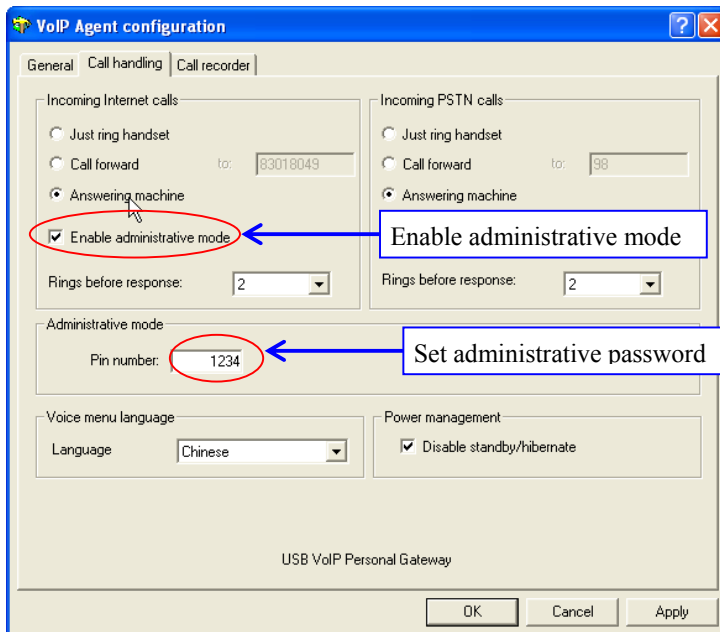 VoIP Agent configuration
General Call handling Call recorder
Incoming Internet calls
Just ring handset
Call forward to: 83018049
Answering machine
Enable administrative mode
Rings before response: 2
Incoming PSTN calls
Just ring handset
Call forward to: 98
Answering machine
Enable administrative mode
Rings before response: 2
Administrative mode
Pin number: 1234
Set administrative password
Voice menu language
Language Chinese
Power management
Disable standby/hibernate
USB VoIP Personal Gateway
OK Cancel Apply